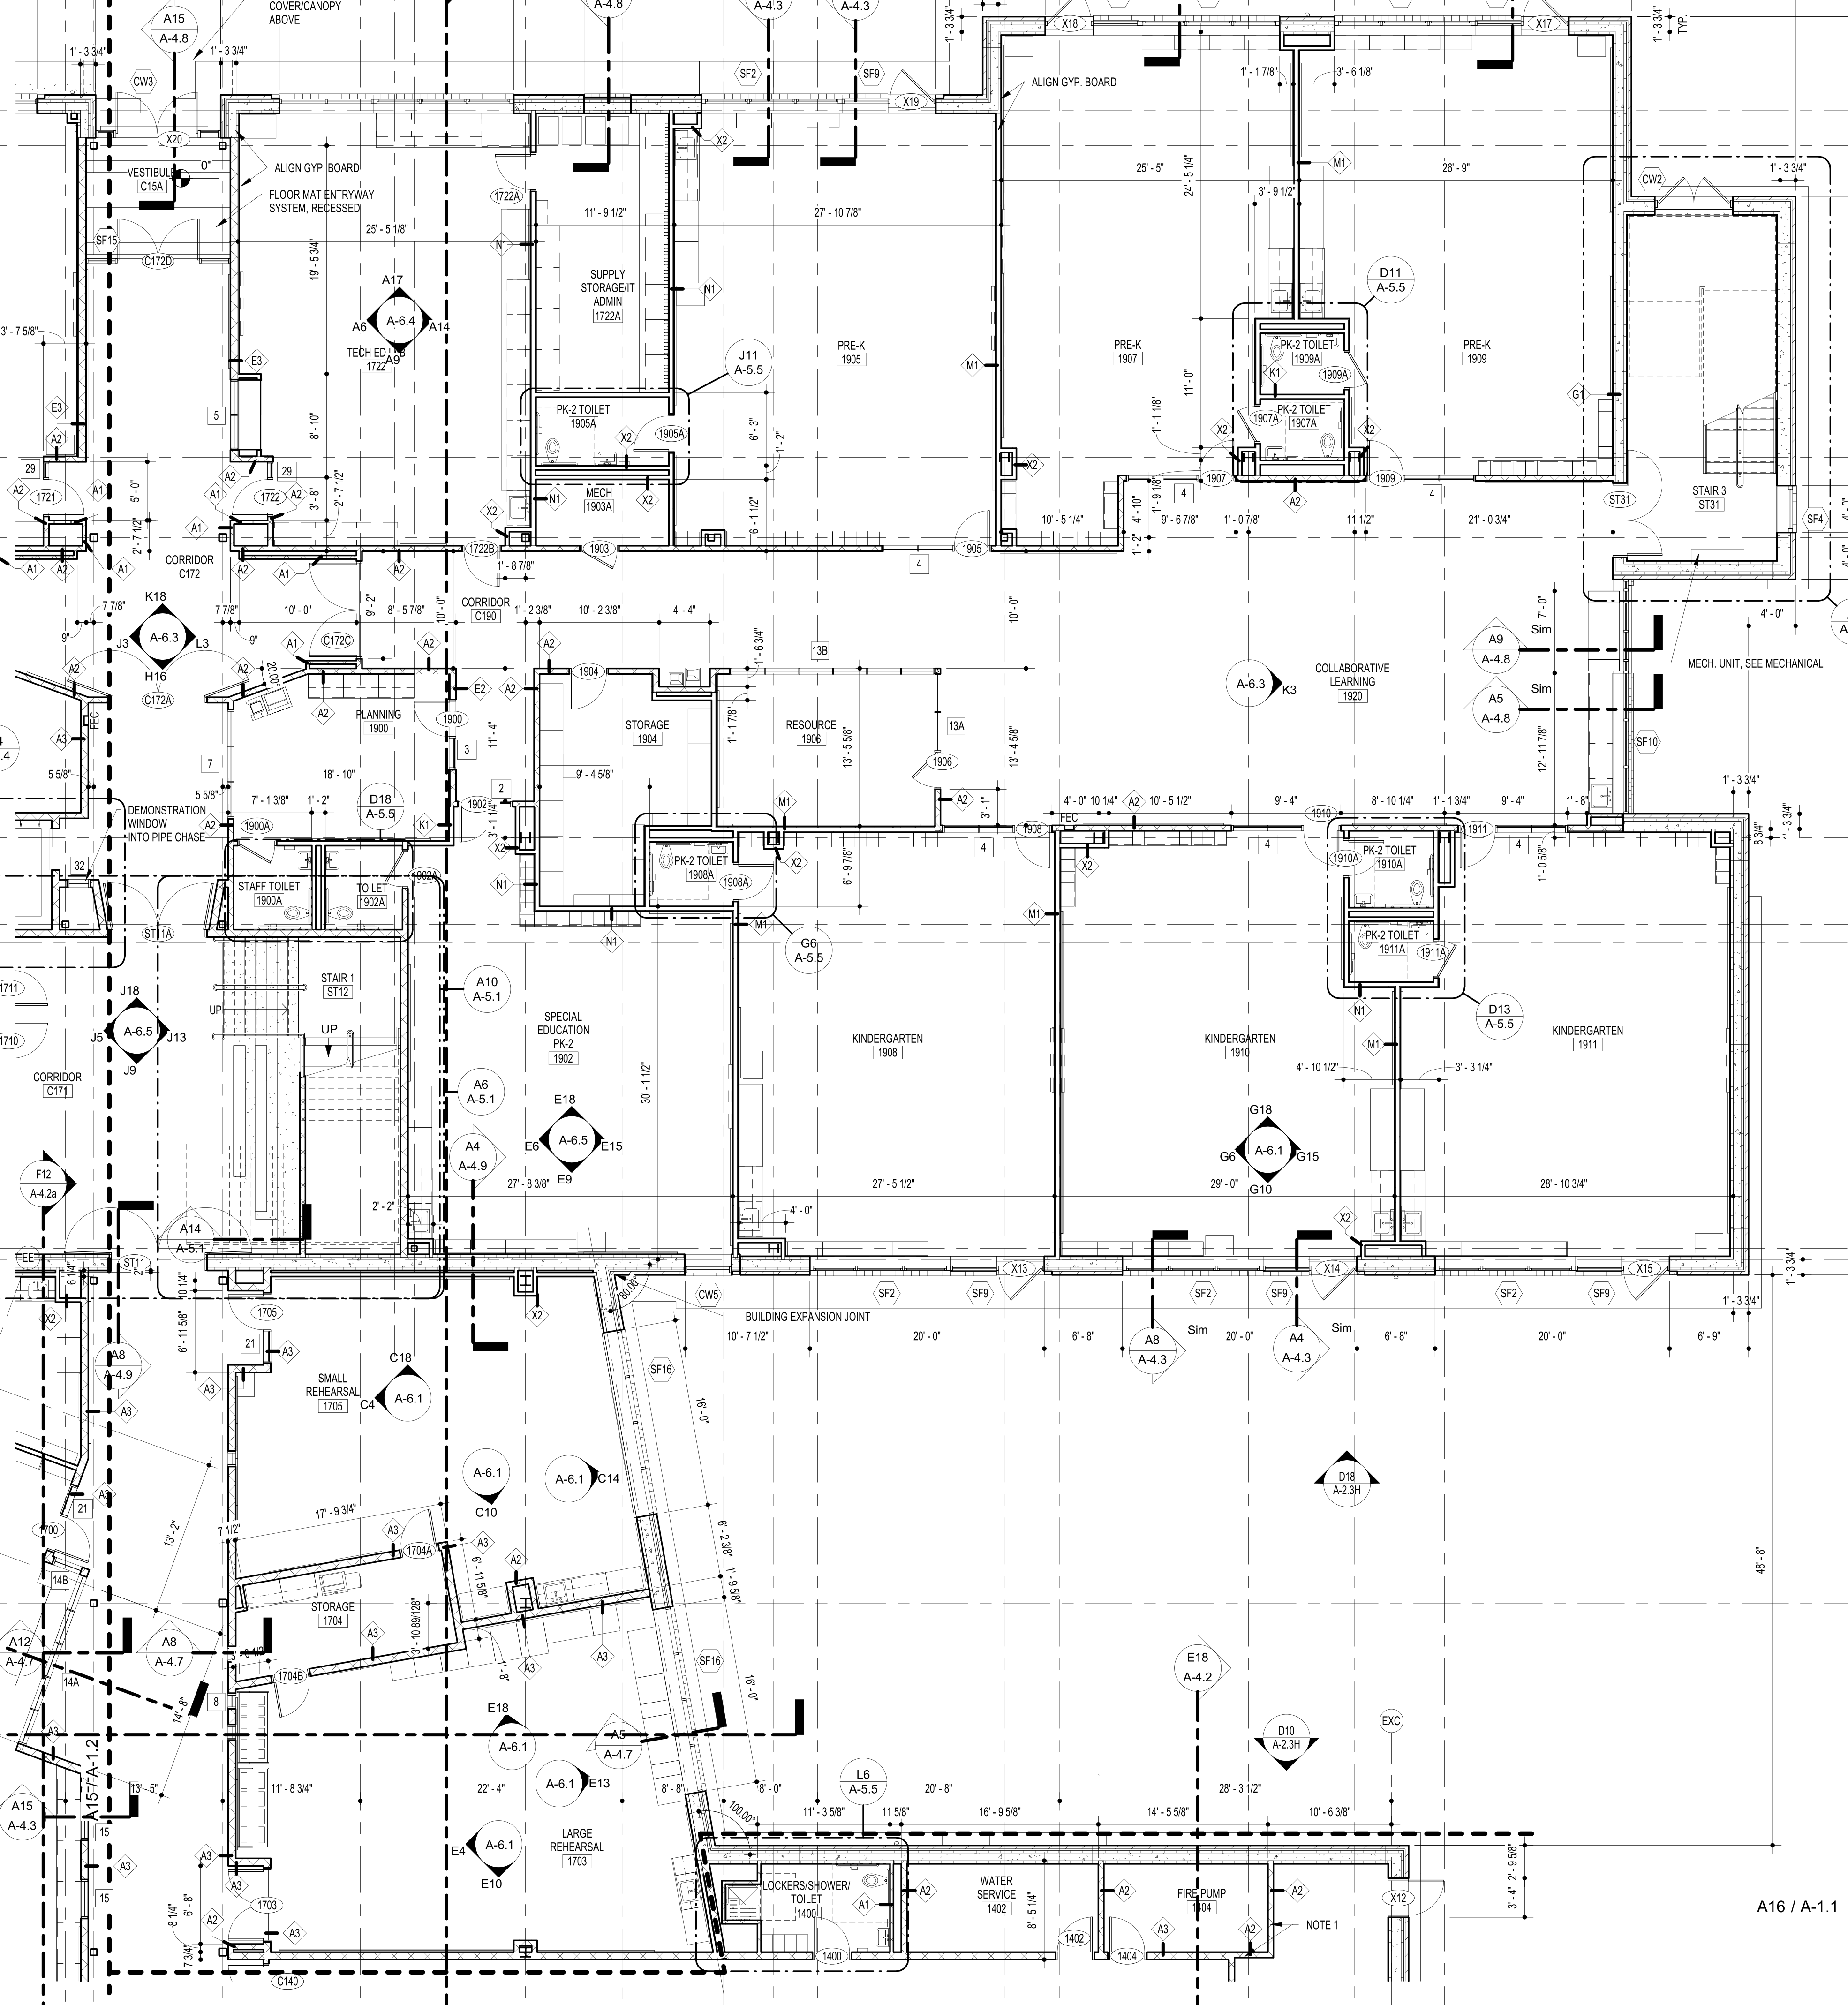 COVER/CANOPY
ABOVE
A15
A-4.8
A-4.8
A-4.3
A-4.3
X18
X17
1' - 3 3/4"
TYP.
1' - 3 3/4"
1' - 3 3/4"
1' - 3 3/4"
CW3
SF2
SF9
X19
1' - 1 7/8"
3' - 6 1/8"
ALIGN GYP. BOARD
X20
X2
M1
VESTIBULE
C15A
0"
ALIGN GYP. BOARD
FLOOR MAT ENTRYWAY
SYSTEM, RECESSED
25' - 5"
24' - 5 1/4"
3' - 9 1/2"
26' - 9"
CW2
1' - 3 3/4"
1722A
11' - 9 1/2"
27' - 10 7/8"
25' - 5 1/8"
SF15
C172D
N1
19' - 5 3/4"
SUPPLY
STORAGE/IT
ADMIN
1722A
N1
D11
A-5.5
A17
A6
A-6.4
A14
A9
TECH ED
1722
3' - 7 5/8"
E3
PRE-K
1905
J11
A-5.5
M1
PRE-K
1907
PK-2 TOILET
1909A
1909A
K1
PRE-K
1909
G1
11' - 0"
PK-2 TOILET
1907A
1907A
1' - 1 1/8"
E3
A2
5
8' - 10"
PK-2 TOILET
1905A
X2
1905A
6' - 3"
1' - 2"
X2
X2
X2
29
1721
A2
A1
A2
29
1722
A1
A2
5' - 0"
3' - 8"
2' - 7 1/2"
2' - 7 1/2"
MECH
1903A
N1
X2
X2
6' - 1 1/2"
1907
4
A2
1909
4
1' - 9 1/8"
4' - 10"
10' - 5 1/4"
9' - 6 7/8"
1' - 0 7/8"
11 1/2"
21' - 0 3/4"
1' - 2"
ST31
STAIR 3
ST31
SF4
4' - 0"
4' - 0"
A1
A2
A1
A1
A2
A1
A2
CORRIDOR
C172
1722B
1903
1905
4
1' - 8 7/8"
CORRIDOR
C190
7 7/8"
9"
7 7/8"
9"
10' - 0"
9' - 2"
8' - 5 7/8"
10' - 0"
1' - 2 3/8"
10' - 2 3/8"
4' - 4"
10' - 0"
7' - 0"
4' - 0"
K18
J3
A-6.3
L3
H16
C172C
C172A
A1
A2
A2
A2
20.00°
A2
1904
A2
1' - 6 3/4"
13B
A9
A-4.8
Sim
A5
A-4.8
Sim
MECH. UNIT, SEE MECHANICAL
A-6.3
K3
COLLABORATIVE
LEARNING
1920
A3
FEC
A2
PLANNING
1900
E2
1900
3
11' - 4"
STORAGE
1904
1' - 1 7/8"
RESOURCE
1906
13A
1906
13' - 5 5/8"
13' - 4 5/8"
12' - 11 7/8"
SF10
7
18' - 10"
9' - 4 5/8"
5 5/8"
5 5/8"
7' - 1 3/8"
1' - 2"
D18
A-5.5
2
1902
3' - 1 1/4"
K1
X2
M1
A2
3' - 1"
DEMONSTRATION
WINDOW
INTO PIPE CHASE
A2
1900A
1908
4
FEC
4' - 0"
10 1/4"
A2
10' - 5 1/2"
9' - 4"
1910
8' - 10 1/4"
1' - 1 3/4"
1911
9' - 4"
4
1' - 8"
1' - 3 3/4"
1' - 3 3/4"
8 3/4"
1' - 0 5/8"
32
STAFF TOILET
1900A
TOILET
1902A
1902A
N1
PK-2 TOILET
1908A
1908A
X2
6' - 9 7/8"
X2
4
1910A
PK-2 TOILET
1910A
ST11A
N1
M1
M1
PK-2 TOILET
1911A
1911A
G6
A-5.5
1711
STAIR 1
ST12
UP
UP
A10
A-5.1
N1
D13
A-5.5
J18
J5
A-6.5
J13
J9
1710
SPECIAL
EDUCATION
PK-2
1902
KINDERGARTEN
1908
KINDERGARTEN
1910
M1
KINDERGARTEN
1911
CORRIDOR
C171
A6
A-5.1
30' - 1 1/2"
4' - 10 1/2"
3' - 3 1/4"
A4
A-4.9
E18
E6
A-6.5
E15
E9
G18
G6
A-6.1
G15
G10
F12
A-4.2a
27' - 8 3/8"
27' - 5 1/2"
29' - 0"
28' - 10 3/4"
A14
A-5.1
2' - 2"
4' - 0"
X2
EE
6 1/4"
2"
ST11
10 1/4"
X2
X2
80.00°
CW5
SF2
SF9
X13
SF2
SF9
X14
SF2
SF9
X15
1' - 3 3/4"
1' - 3 3/4"
1705
BUILDING EXPANSION JOINT
6' - 11 5/8"
21
A3
10' - 7 1/2"
20' - 0"
6' - 8"
A8
A-4.3
Sim
20' - 0"
A4
A-4.3
Sim
6' - 8"
20' - 0"
6' - 9"
A8
A-4.9
A3
SMALL
REHEARSAL
1705
C18
C4
A-6.1
SF16
16' - 0"
A3
A-6.1
C10
A-6.1
C14
D18
A-2.3H
A3
21
1700
17' - 9 3/4"
7 1/2"
A3
1704A
A3
A2
6' - 2 3/8"
1' - 9 5/8"
6' - 11 5/8"
13' - 2"
14B
48' - 8"
STORAGE
1704
A3
3' - 10 89/128"
A3
A3
1' - 8"
A12
A-4.7
A8
A-4.7
14A
1704B
SF16
16' - 0"
E18
A-4.2
14' - 8"
8
A3
E18
A-6.1
A5
A-4.7
D10
A-2.3H
EXC
A15 / A-1.2
13' - 5"
11' - 8 3/4"
22' - 4"
A-6.1
E13
8' - 8"
8' - 0"
L6
A-5.5
20' - 8"
28' - 3 1/2"
A15
A-4.3
100.00°
11' - 3 5/8"
11 5/8"
16' - 9 5/8"
14' - 5 5/8"
10' - 6 3/8"
15
A3
15
E4
A-6.1
E10
LARGE
REHEARSAL
1703
A3
A3
1703
A3
A2
6' - 8"
8 1/4"
7 3/4"
C140
LOCKERS/SHOWER/
TOILET
1400
A1
A2
1400
WATER
SERVICE
1402
8' - 5 1/4"
1402
A2
FIRE PUMP
1404
1404
A3
A2
A2
NOTE 1
X12
2' - 9 5/8"
3' - 4"
A16 / A-1.1